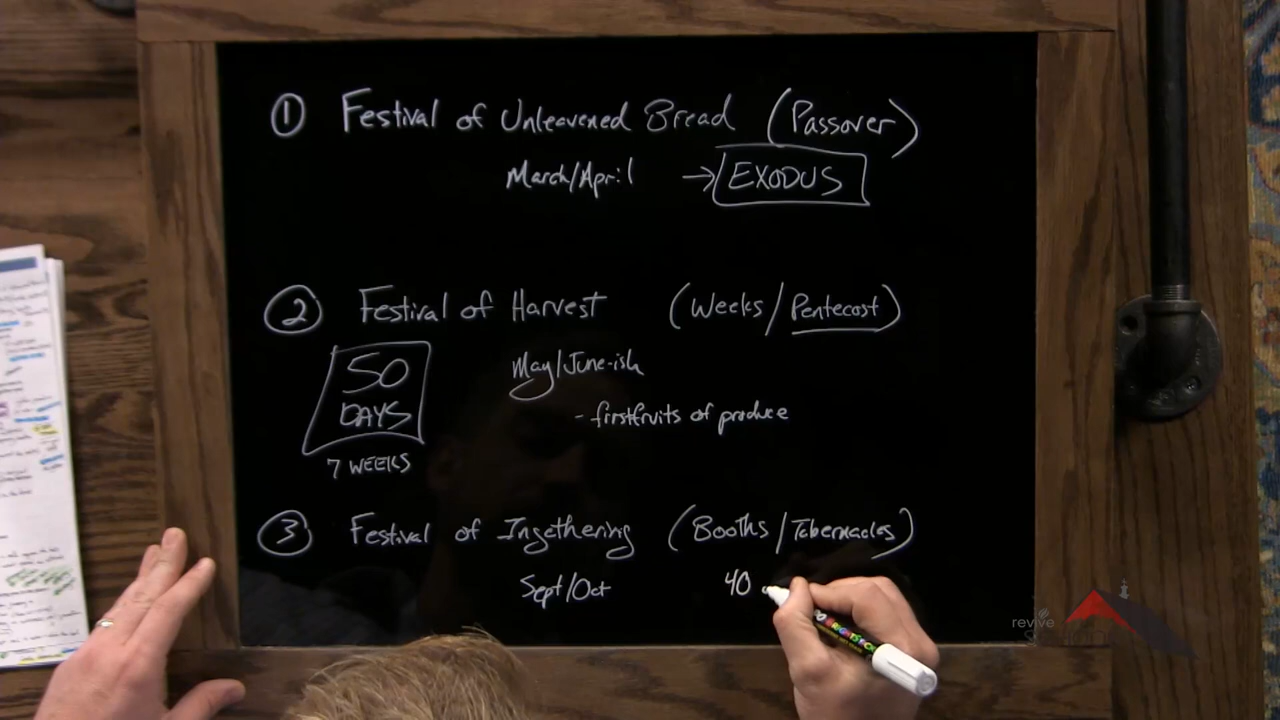 1 Festival of Unleavened Bread (Passover)
March/April → EXODUS
2 Festival of Harvest (Weeks/Pentecost)
50
DAYS
7 WEEKS
May/June-ish
- firstfruits of produce
3 Festival of Ingathering (Booths/Tabernacles)
Sept/Oct 40
revive